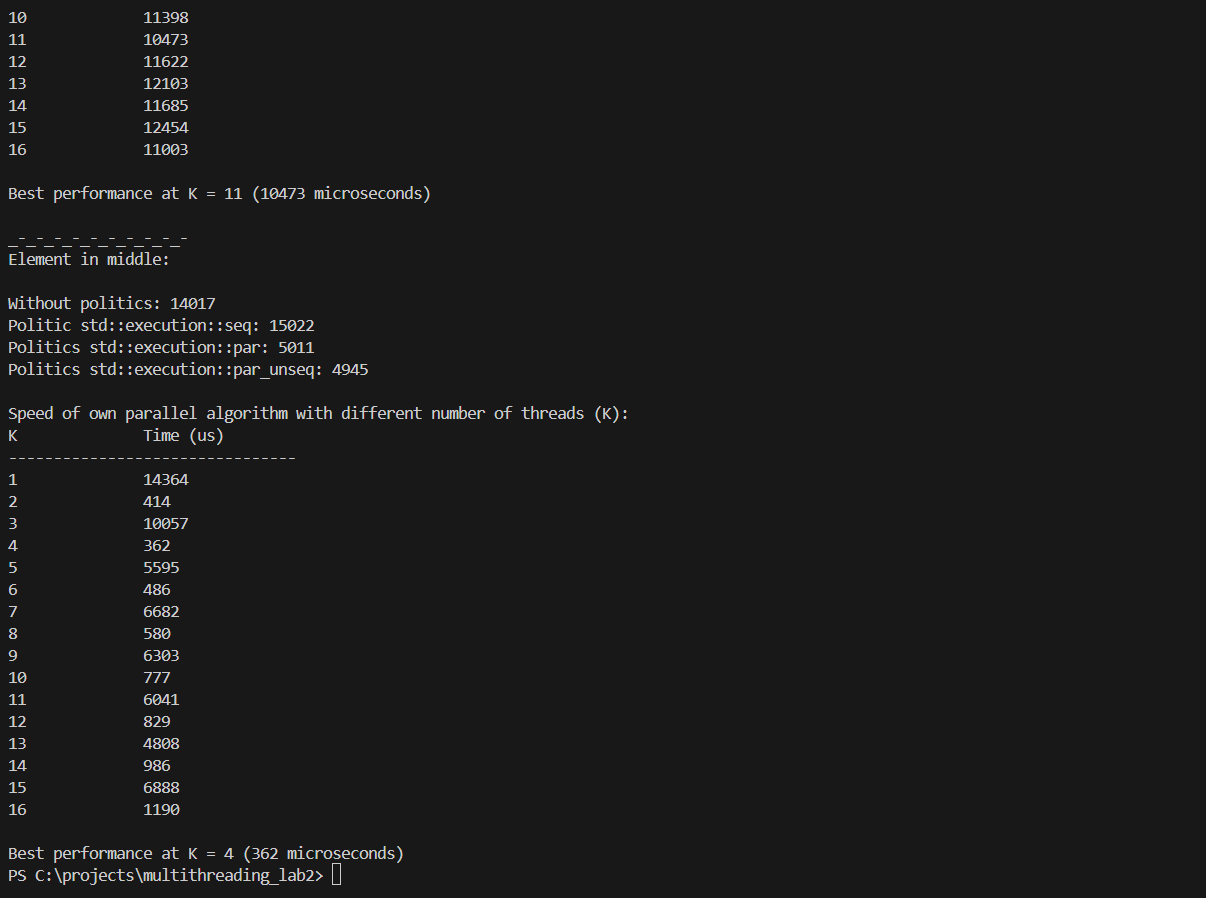 10 11398
11 10473
12 11622
13 12103
14 11685
15 12454
16 11003
Best performance at K = 11 (10473 microseconds)
_-_-_-_-_-_-_-_-_-_-
Element in middle:
Without politics: 14017
Politic std::execution::seq: 15022
Politics std::execution::par: 5011
Politics std::execution::par_unseq: 4945
Speed of own parallel algorithm with different number of threads (K):
K Time (us)
--------------------------------
1 14364
2 414
3 10057
4 362
5 5595
6 486
7 6682
8 580
9 6303
10 777
11 6041
12 829
13 4808
14 986
15 6888
16 1190
Best performance at K = 4 (362 microseconds)
PS C:\projects\multithreading_lab2>